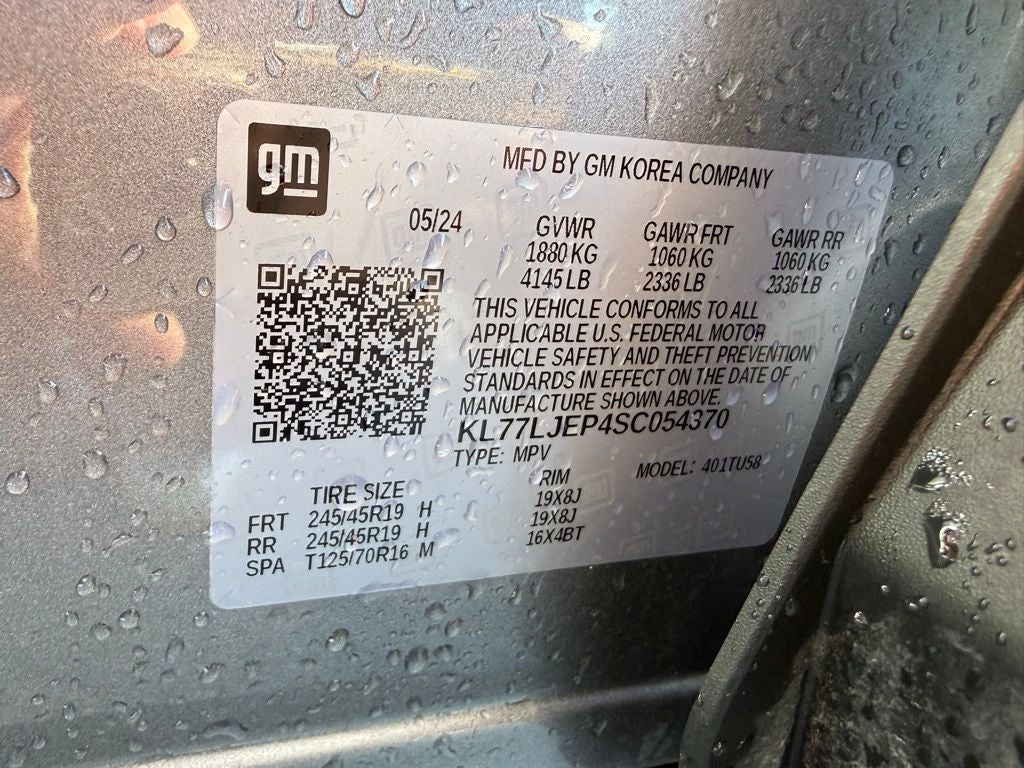 gm
MFD BY GM KOREA COMPANY
05/24 GVWR GAWR FRT GAWR RR
1880 KG 1060 KG 1060 KG
4145 LB 2336 LB 2336 LB
THIS VEHICLE CONFORMS TO ALL
APPLICABLE U.S. FEDERAL MOTOR
VEHICLE SAFETY AND THEFT PREVENTION
STANDARDS IN EFFECT ON THE DATE OF
MANUFACTURE SHOWN ABOVE.
KL77LJEP4SC054370
TYPE: MPV MODEL: 401TU58
TIRE SIZE RIM
FRT 245/45R19 H 19X8J
RR 245/45R19 H 19X8J
SPA T125/70R16 M 16X4BT